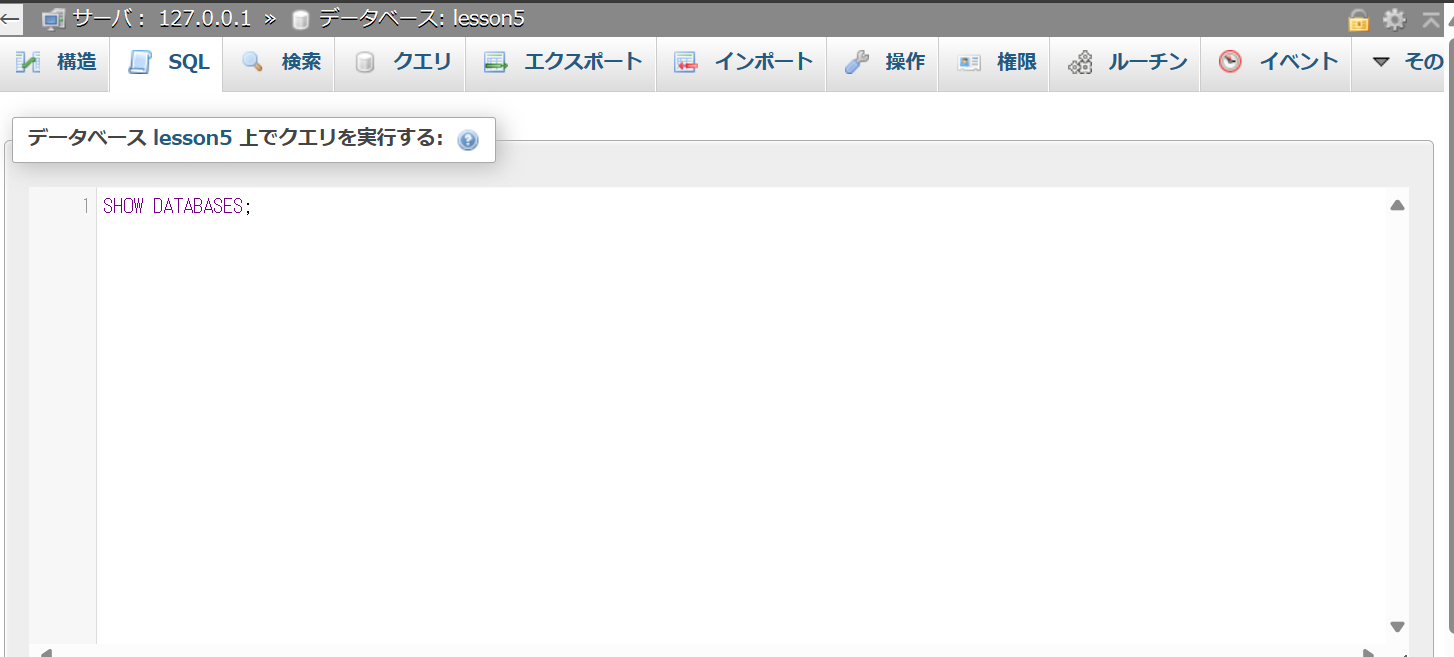 サーバ： 127.0.0.1 » データベース: lesson5
構造 SQL 検索 クエリ エクスポート インポート 操作 権限 ルーチン イベント その
データベース lesson5 上でクエリを実行する:
1 SHOW DATABASES;